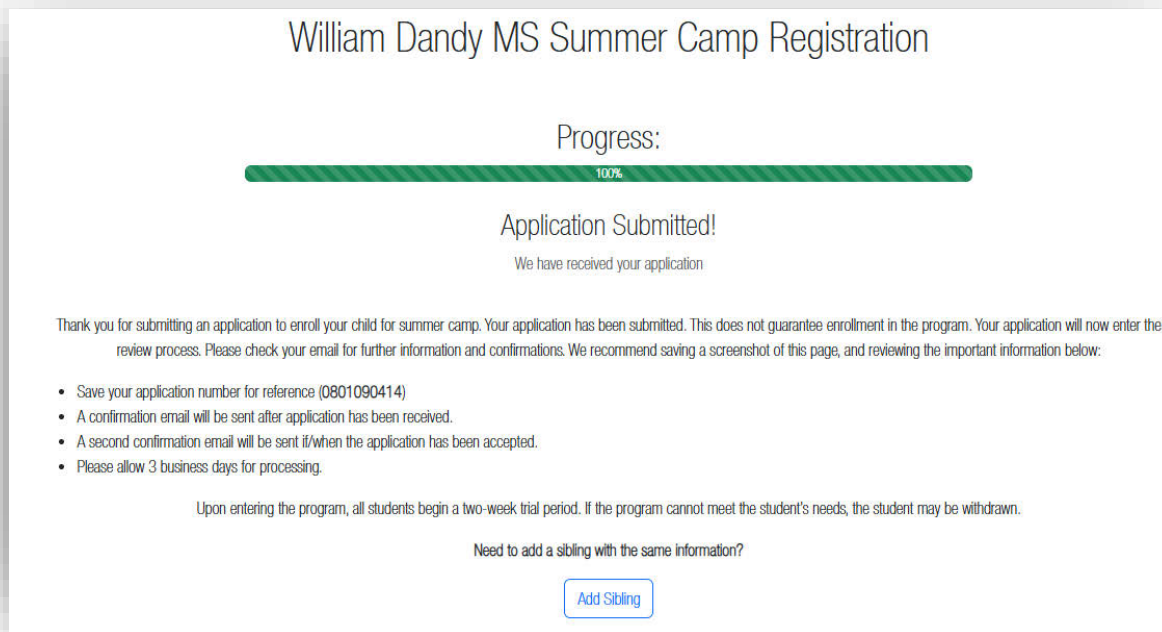 William Dandy MS Summer Camp Registration
Progress:
100%
Application Submitted!
We have received your application
Thank you for submitting an application to enroll your child for summer camp. Your application has been submitted. This does not guarantee enrollment in the program. Your application will now enter the
review process. Please check your email for further information and confirmations. We recommend saving a screenshot of this page, and reviewing the important information below:
• Save your application number for reference (0801090414)
• A confirmation email will be sent after application has been received.
• A second confirmation email will be sent if/when the application has been accepted.
• Please allow 3 business days for processing.
Upon entering the program, all students begin a two-week trial period. If the program cannot meet the student's needs, the student may be withdrawn.
Need to add a sibling with the same information?
Add Sibling